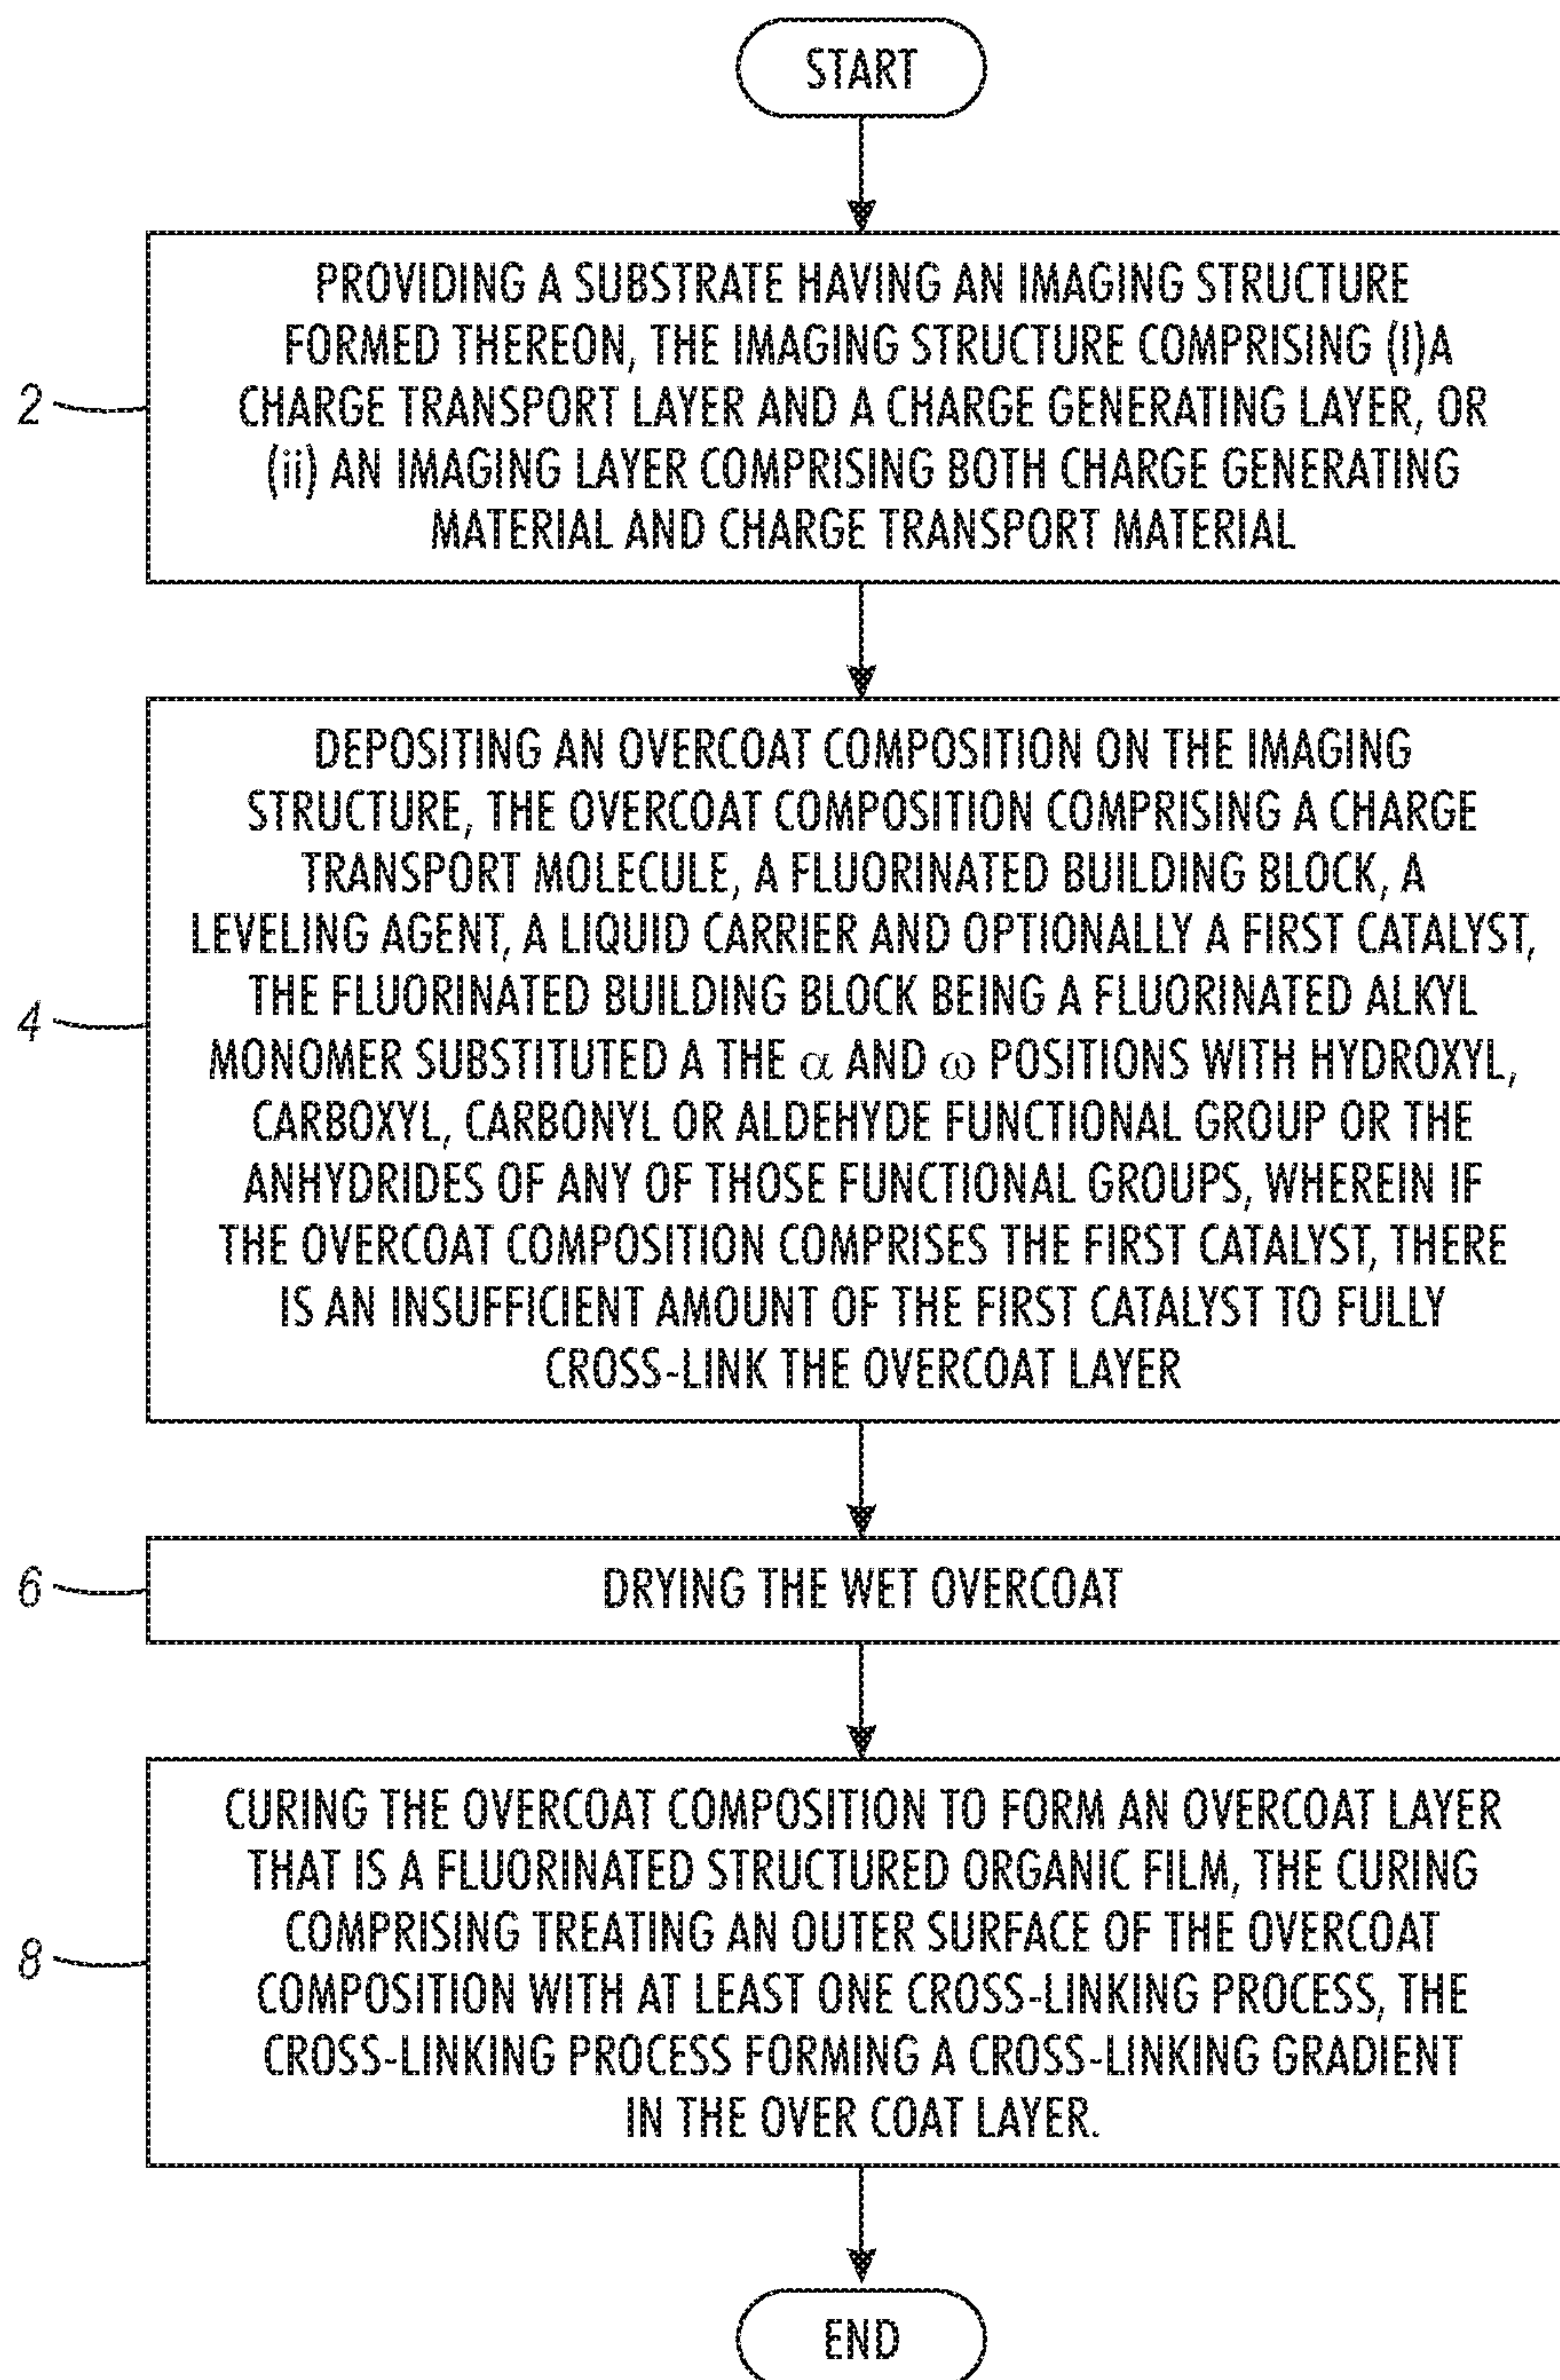 START
PROVIDING A SUBSTRATE HAVING AN IMAGING STRUCTURE
FORMED THEREON, THE IMAGING STRUCTURE COMPRISING (I)A
CHARGE TRANSPORT LAYER AND A CHARGE GENERATING LAYER, OR
(ii) AN IMAGING LAYER COMPRISING BOTH CHARGE GENERATING
MATERIAL AND CHARGE TRANSPORT MATERIAL
2
DEPOSITING AN OVERCOAT COMPOSITION ON THE IMAGING
STRUCTURE, THE OVERCOAT COMPOSITION COMPRISING A CHARGE
TRANSPORT MOLECULE, A FLUORINATED BUILDING BLOCK, A
LEVELING AGENT, A LIQUID CARRIER AND OPTIONALLY A FIRST CATALYST,
THE FLUORINATED BUILDING BLOCK BEING A FLUORINATED ALKYL
MONOMER SUBSTITUTED A THE α AND ω POSITIONS WITH HYDROXYL,
CARBOXYL, CARBONYL OR ALDEHYDE FUNCTIONAL GROUP OR THE
ANHYDRIDES OF ANY OF THOSE FUNCTIONAL GROUPS, WHEREIN IF
THE OVERCOAT COMPOSITION COMPRISES THE FIRST CATALYST, THERE
IS AN INSUFFICIENT AMOUNT OF THE FIRST CATALYST TO FULLY
CROSS-LINK THE OVERCOAT LAYER
4
DRYING THE WET OVERCOAT
6
CURING THE OVERCOAT COMPOSITION TO FORM AN OVERCOAT LAYER
THAT IS A FLUORINATED STRUCTURED ORGANIC FILM, THE CURING
COMPRISING TREATING AN OUTER SURFACE OF THE OVERCOAT
COMPOSITION WITH AT LEAST ONE CROSS-LINKING PROCESS, THE
CROSS-LINKING PROCESS FORMING A CROSS-LINKING GRADIENT
IN THE OVER COAT LAYER.
8
END